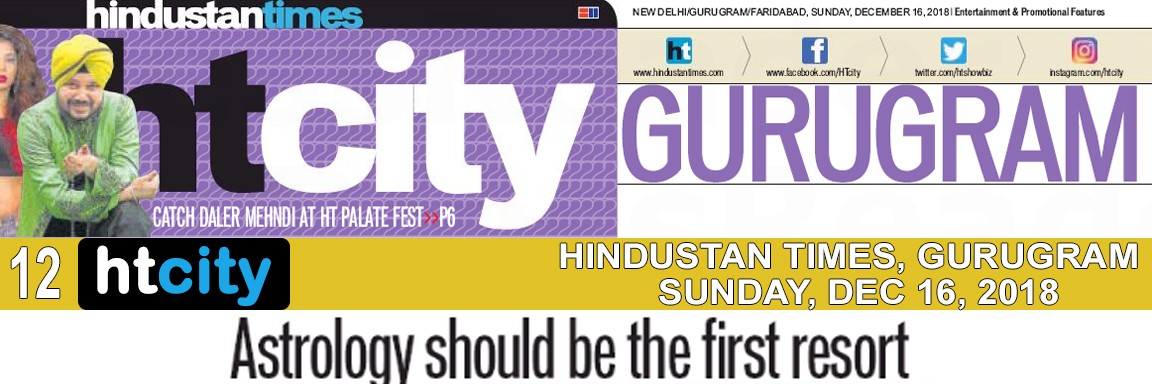 hindustantimes
htcity
CATCH DALER MEHNDI AT HT PALATE FEST>>P6
NEW DELHI/GURUGRAM/FARIDABAD, SUNDAY, DECEMBER 16, 2018 | Entertainment & Promotional Features
ht
www.hindustantimes.com
www.facebook.com/HTcity
twitter.com/htshowbiz
instagram.com/htcity
GURUGRAM
12 htcity
HINDUSTAN TIMES, GURUGRAM
SUNDAY, DEC 16, 2018
Astrology should be the first resort